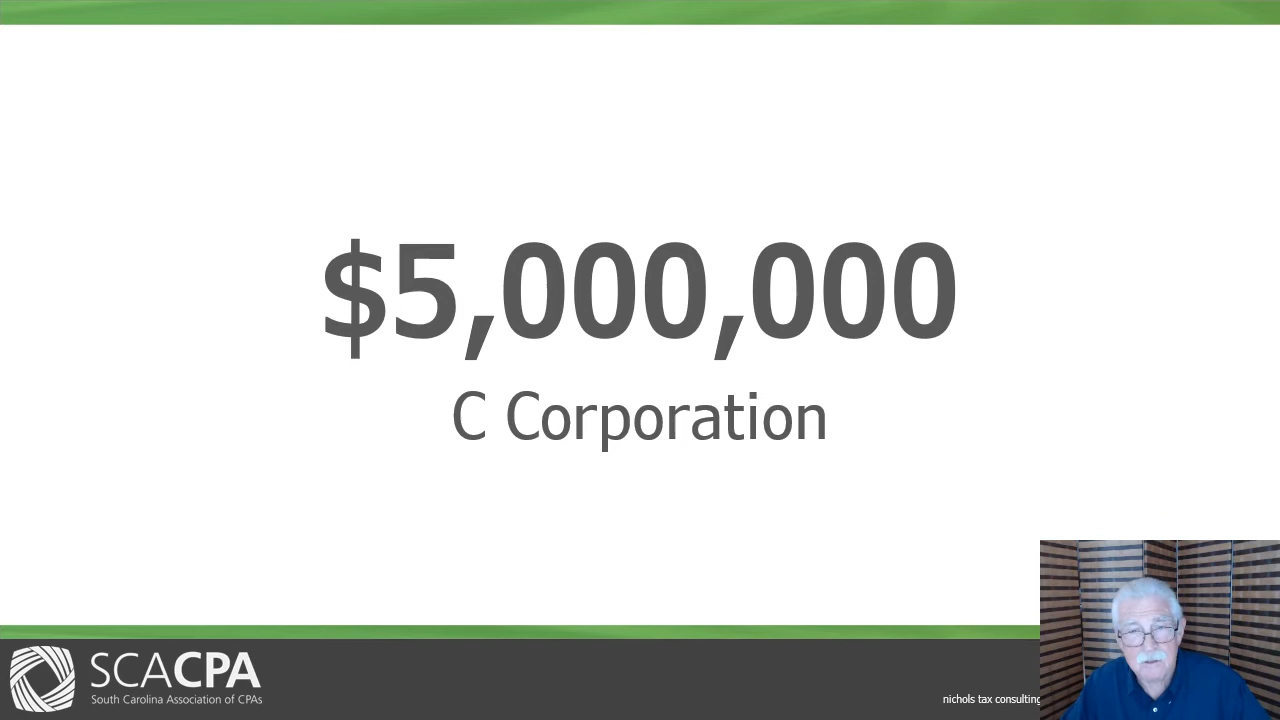 $5,000,000
C Corporation
SCACPA
South Carolina Association of CPAs
nichols tax consulting